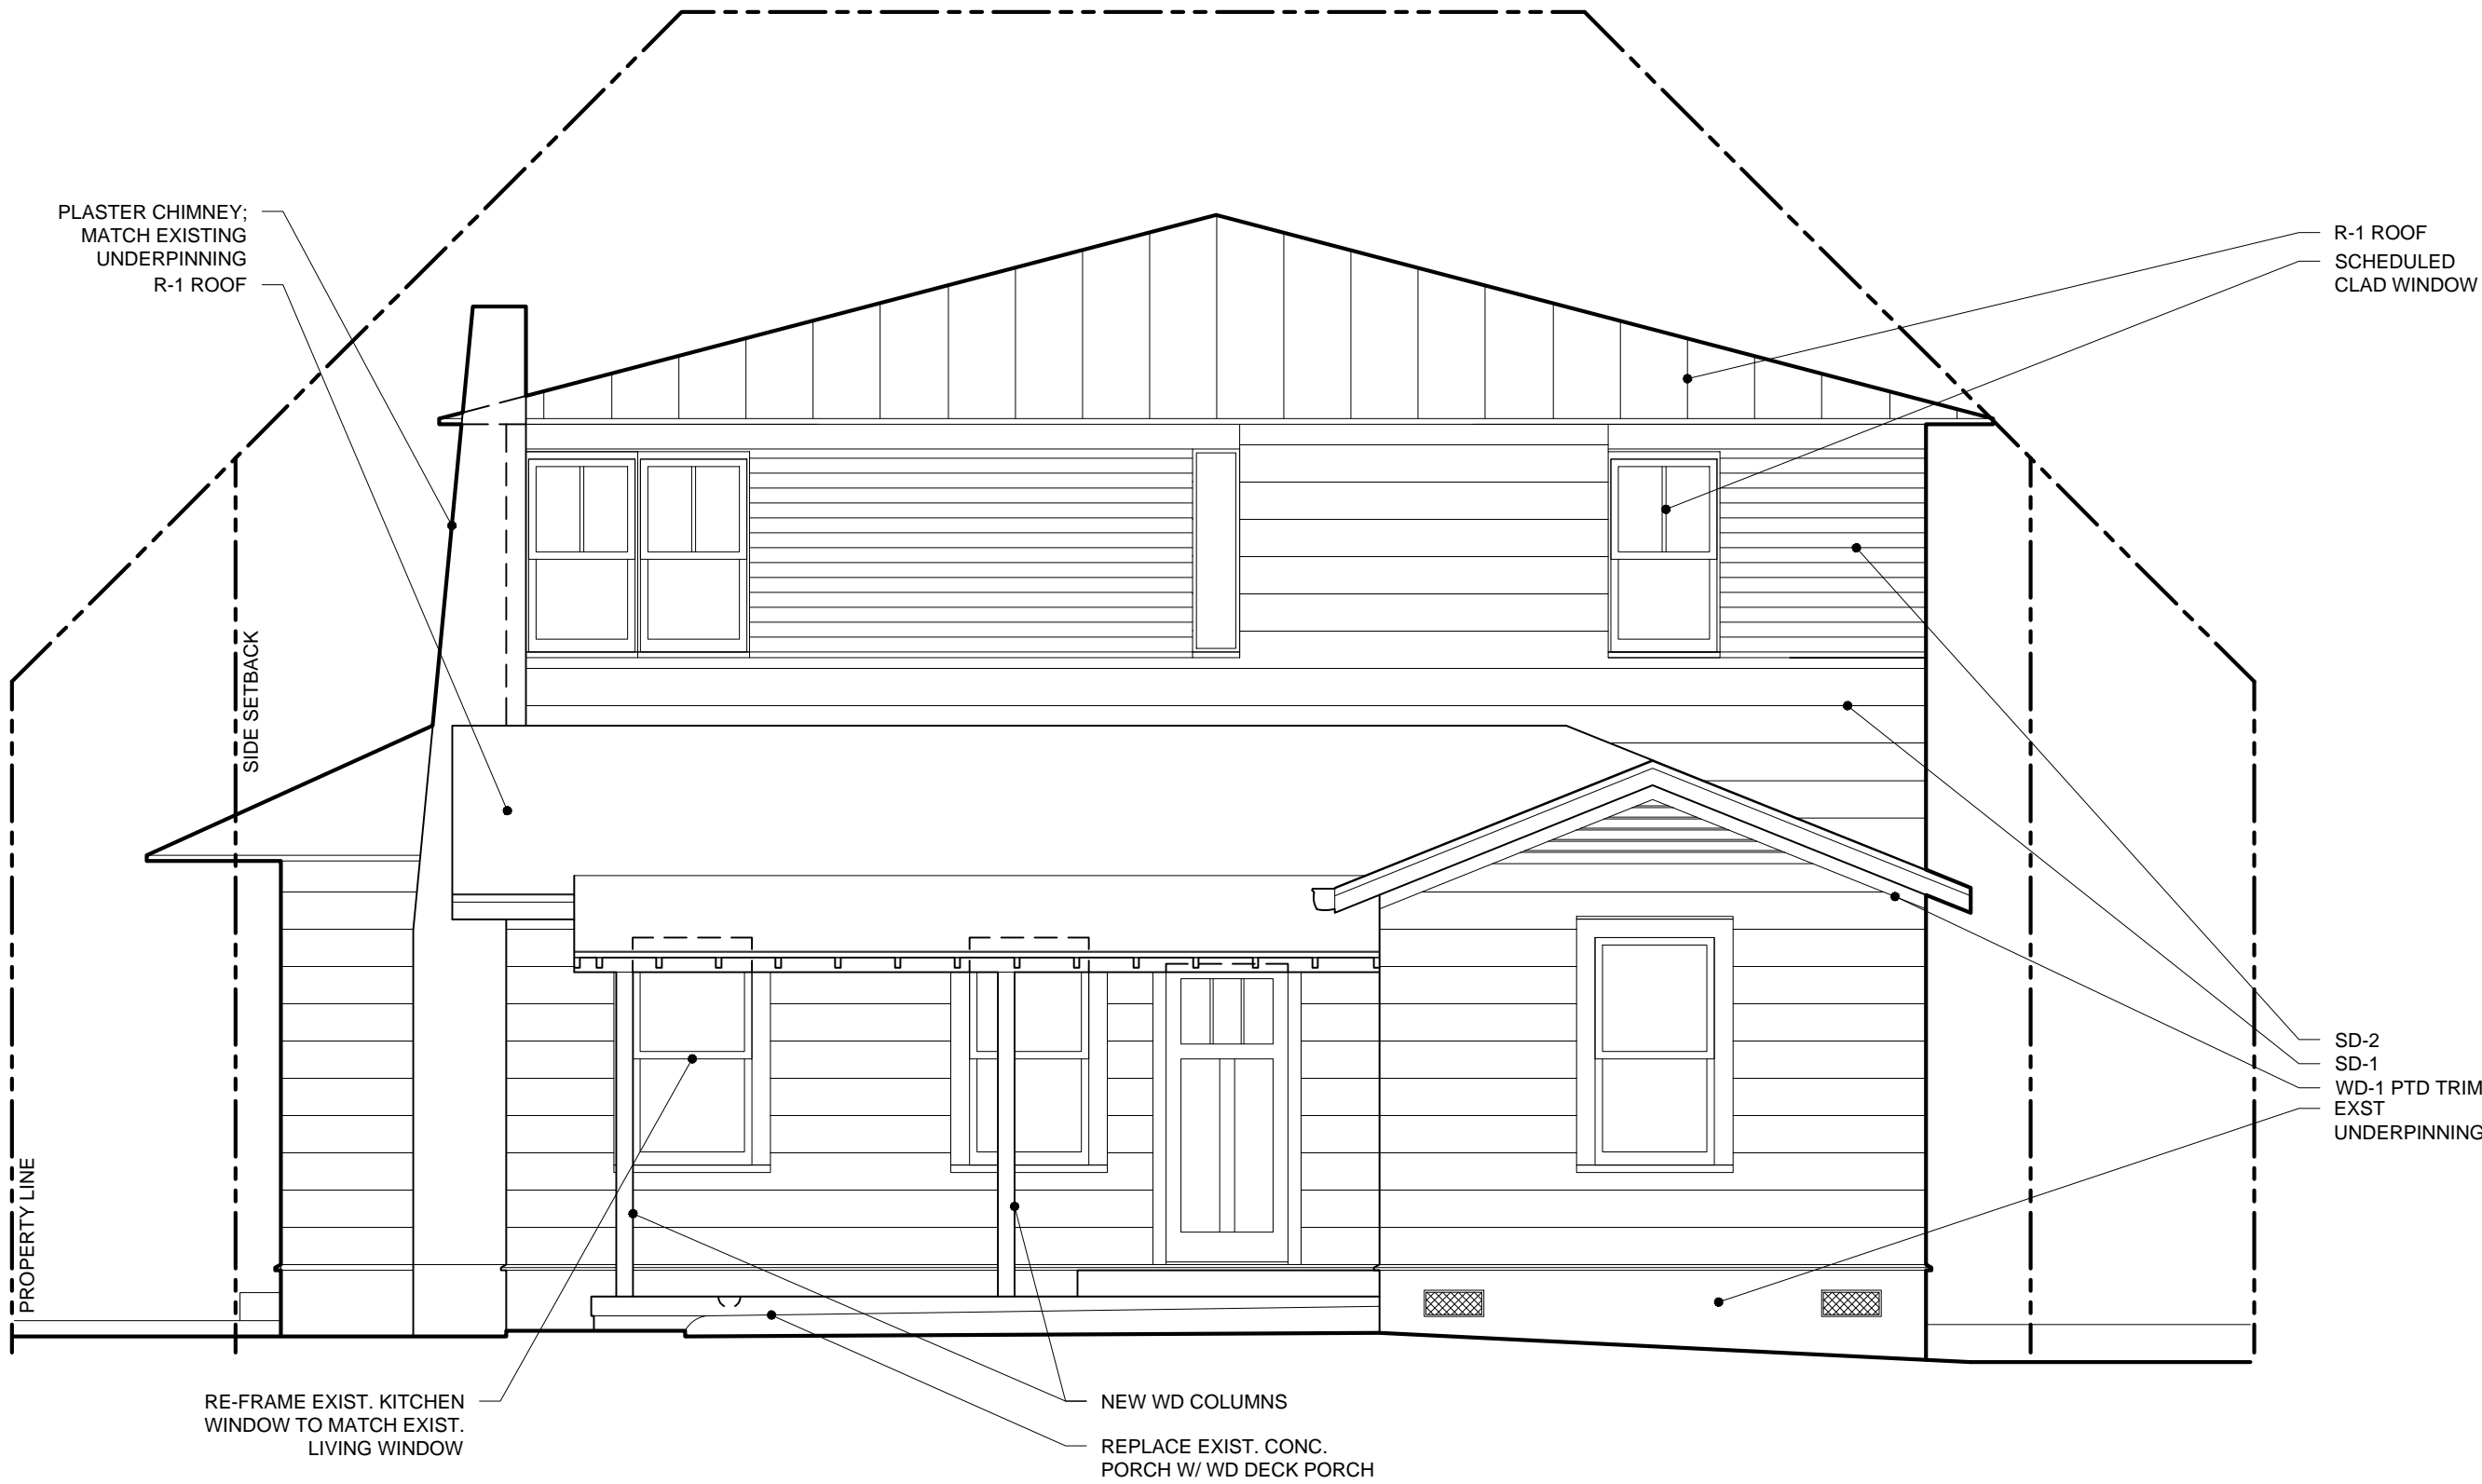 PLASTER CHIMNEY;
MATCH EXISTING
UNDERPINNING
R-1 ROOF
R-1 ROOF
SCHEDULED
CLAD WINDOW
SIDE SETBACK
PROPERTY LINE
SD-2
SD-1
WD-1 PTD TRIM
EXST
UNDERPINNING
RE-FRAME EXIST. KITCHEN
WINDOW TO MATCH EXIST.
LIVING WINDOW
NEW WD COLUMNS
REPLACE EXIST. CONC.
PORCH W/ WD DECK PORCH